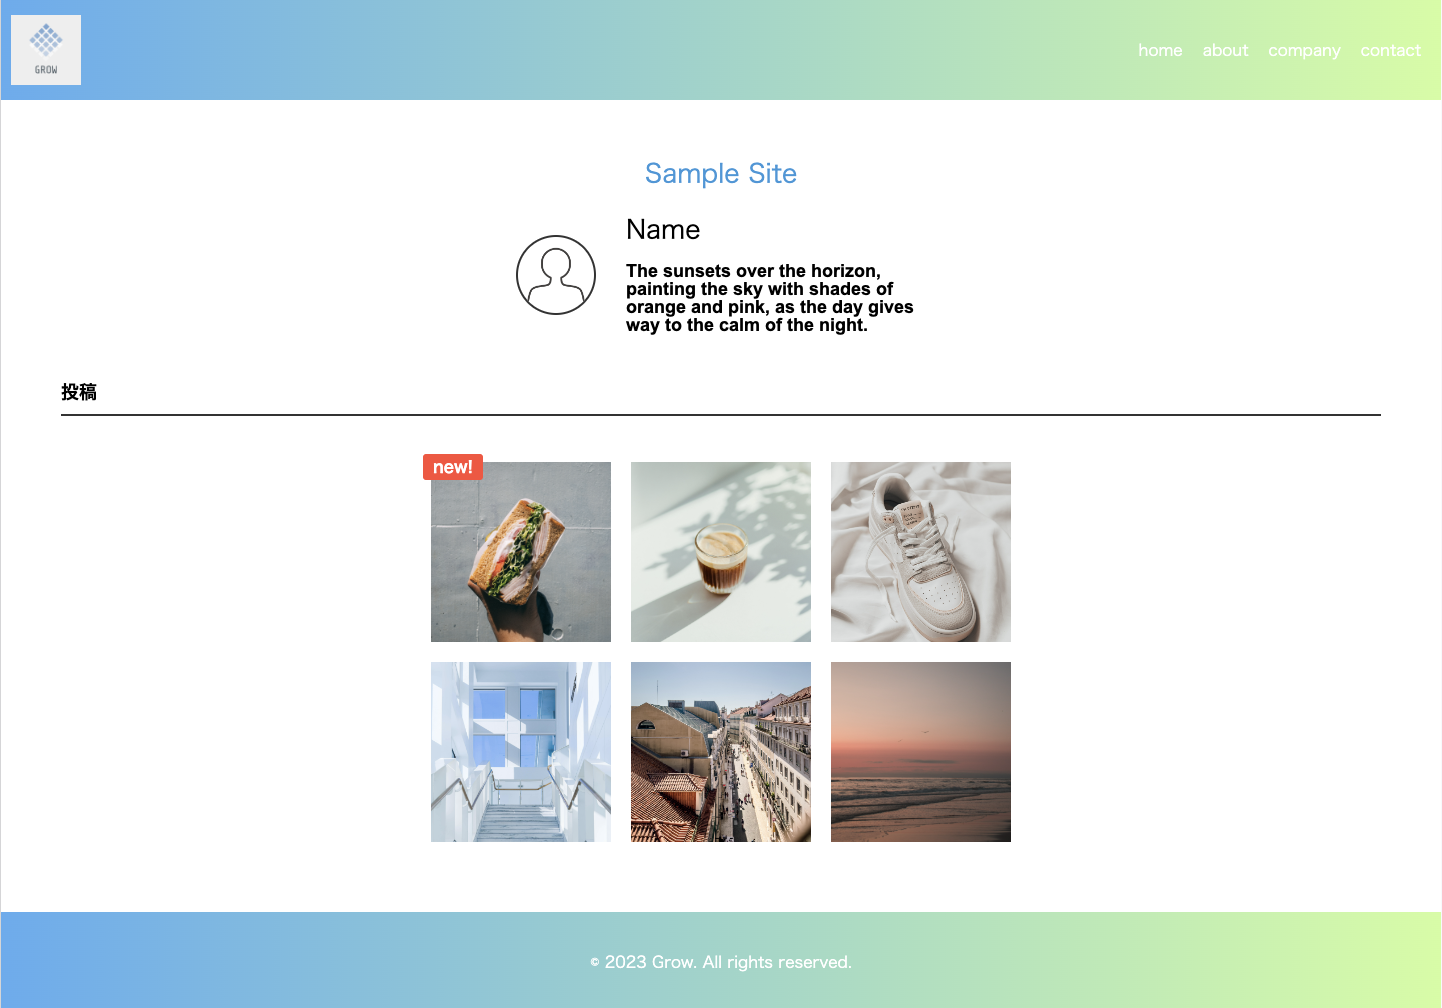 GROW
home about company contact
Sample Site
Name
The sunsets over the horizon,
painting the sky with shades of
orange and pink, as the day gives
way to the calm of the night.
投稿
new!
© 2023 Grow. All rights reserved.